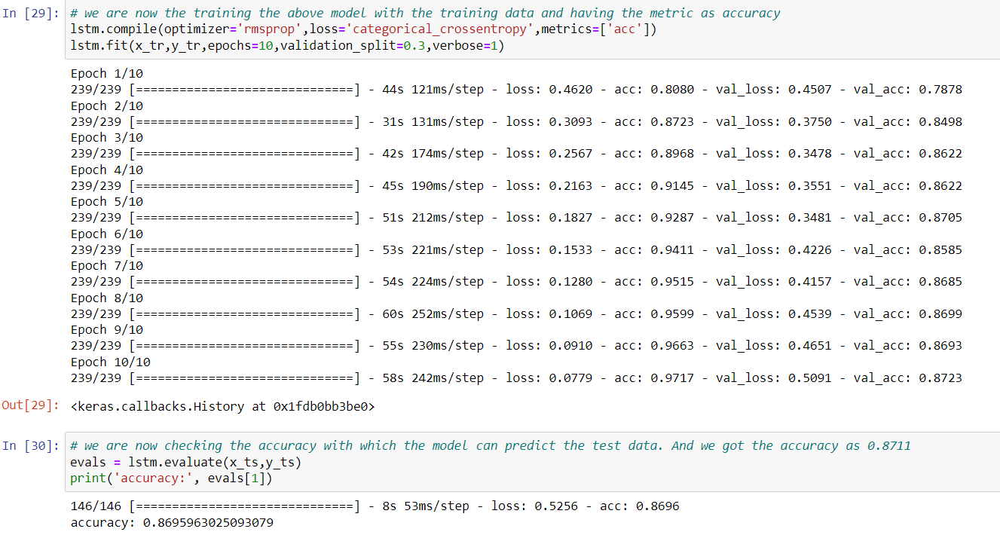 In [29]: # we are now the training the above model with the training data and having the metric as accuracy
lstm.compile(optimizer='rmsprop',loss='categorical_crossentropy',metrics=['acc'])
lstm.fit(x_tr,y_tr,epochs=10,validation_split=0.3,verbose=1)
Epoch 1/10
239/239 [==============================] - 44s 121ms/step - loss: 0.4620 - acc: 0.8080 - val_loss: 0.4507 - val_acc: 0.7878
Epoch 2/10
239/239 [==============================] - 31s 131ms/step - loss: 0.3093 - acc: 0.8723 - val_loss: 0.3750 - val_acc: 0.8498
Epoch 3/10
239/239 [==============================] - 42s 174ms/step - loss: 0.2567 - acc: 0.8968 - val_loss: 0.3478 - val_acc: 0.8622
Epoch 4/10
239/239 [==============================] - 45s 190ms/step - loss: 0.2163 - acc: 0.9145 - val_loss: 0.3551 - val_acc: 0.8622
Epoch 5/10
239/239 [==============================] - 51s 212ms/step - loss: 0.1827 - acc: 0.9287 - val_loss: 0.3481 - val_acc: 0.8705
Epoch 6/10
239/239 [==============================] - 53s 221ms/step - loss: 0.1533 - acc: 0.9411 - val_loss: 0.4226 - val_acc: 0.8585
Epoch 7/10
239/239 [==============================] - 54s 224ms/step - loss: 0.1280 - acc: 0.9515 - val_loss: 0.4157 - val_acc: 0.8685
Epoch 8/10
239/239 [==============================] - 60s 252ms/step - loss: 0.1069 - acc: 0.9599 - val_loss: 0.4539 - val_acc: 0.8699
Epoch 9/10
239/239 [==============================] - 55s 230ms/step - loss: 0.0910 - acc: 0.9663 - val_loss: 0.4651 - val_acc: 0.8693
Epoch 10/10
239/239 [==============================] - 58s 242ms/step - loss: 0.0779 - acc: 0.9717 - val_loss: 0.5091 - val_acc: 0.8723
Out[29]: <keras.callbacks.History at 0x1fdb0bb3be0>
In [30]: # we are now checking the accuracy with which the model can predict the test data. And we got the accuracy as 0.8711
evals = lstm.evaluate(x_ts,y_ts)
print('accuracy:', evals[1])
146/146 [==============================] - 8s 53ms/step - loss: 0.5256 - acc: 0.8696
accuracy: 0.8695963025093079